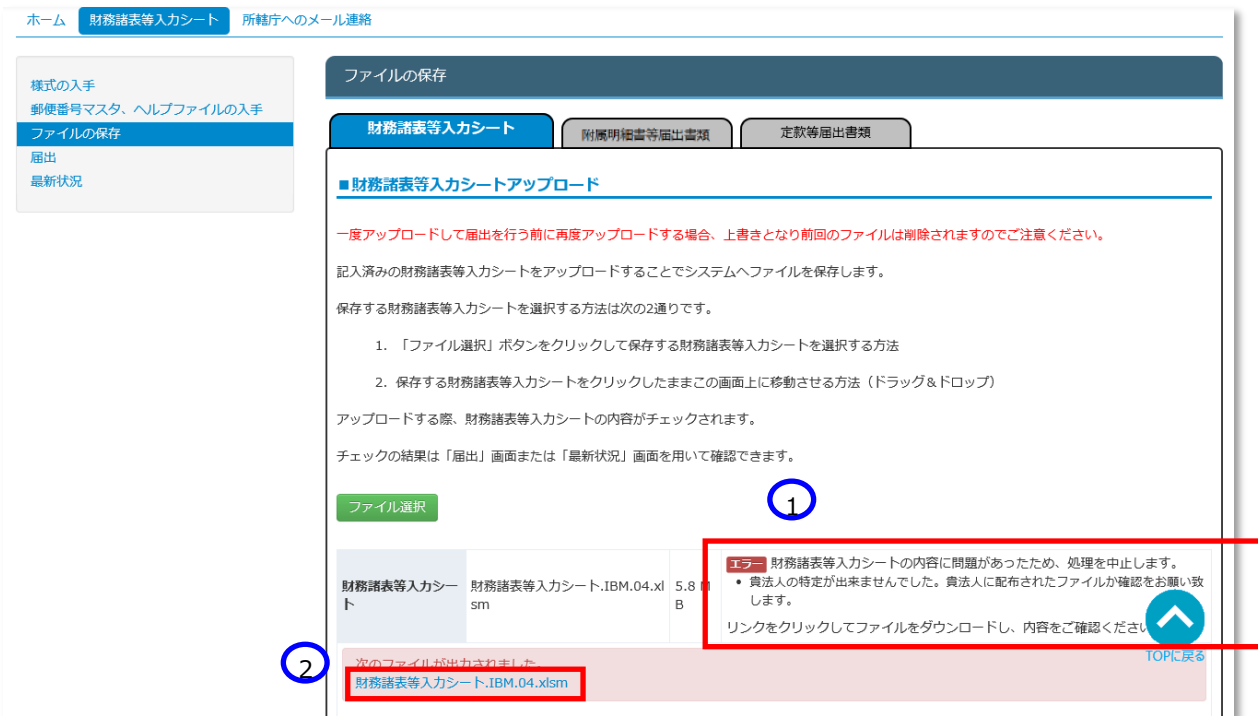 ホーム 財務諸表等入力シート 所轄庁へのメール連絡
様式の入手
郵便番号マスタ、ヘルプファイルの入手
ファイルの保存
届出
最新状況
ファイルの保存
財務諸表等入力シート 附属明細書等届出書類 定款等届出書類
■財務諸表等入力シートアップロード
一度アップロードして届出を行う前に再度アップロードする場合、上書きとなり前回のファイルは削除されますのでご注意ください。
記入済みの財務諸表等入力シートをアップロードすることでシステムへファイルを保存します。
保存する財務諸表等入力シートを選択する方法は次の2通りです。
1. 「ファイル選択」ボタンをクリックして保存する財務諸表等入力シートを選択する方法
2. 保存する財務諸表等入力シートをクリックしたままこの画面上に移動させる方法（ドラッグ＆ドロップ）
アップロードする際、財務諸表等入力シートの内容がチェックされます。
チェックの結果は「届出」画面または「最新状況」画面を用いて確認できます。
ファイル選択
1
財務諸表等入力シー
ト
財務諸表等入力シート.IBM.04.xl
sm
5.8 M
B
エラー 財務諸表等入力シートの内容に問題があったため、処理を中止します。
• 貴法人の特定が出来ませんでした。貴法人に配布されたファイルか確認をお願い致
します。
リンクをクリックしてファイルをダウンロードし、内容をご確認くださ
TOPに戻る
2
次のファイルが出力されました。
財務諸表等入力シート.IBM.04.xlsm